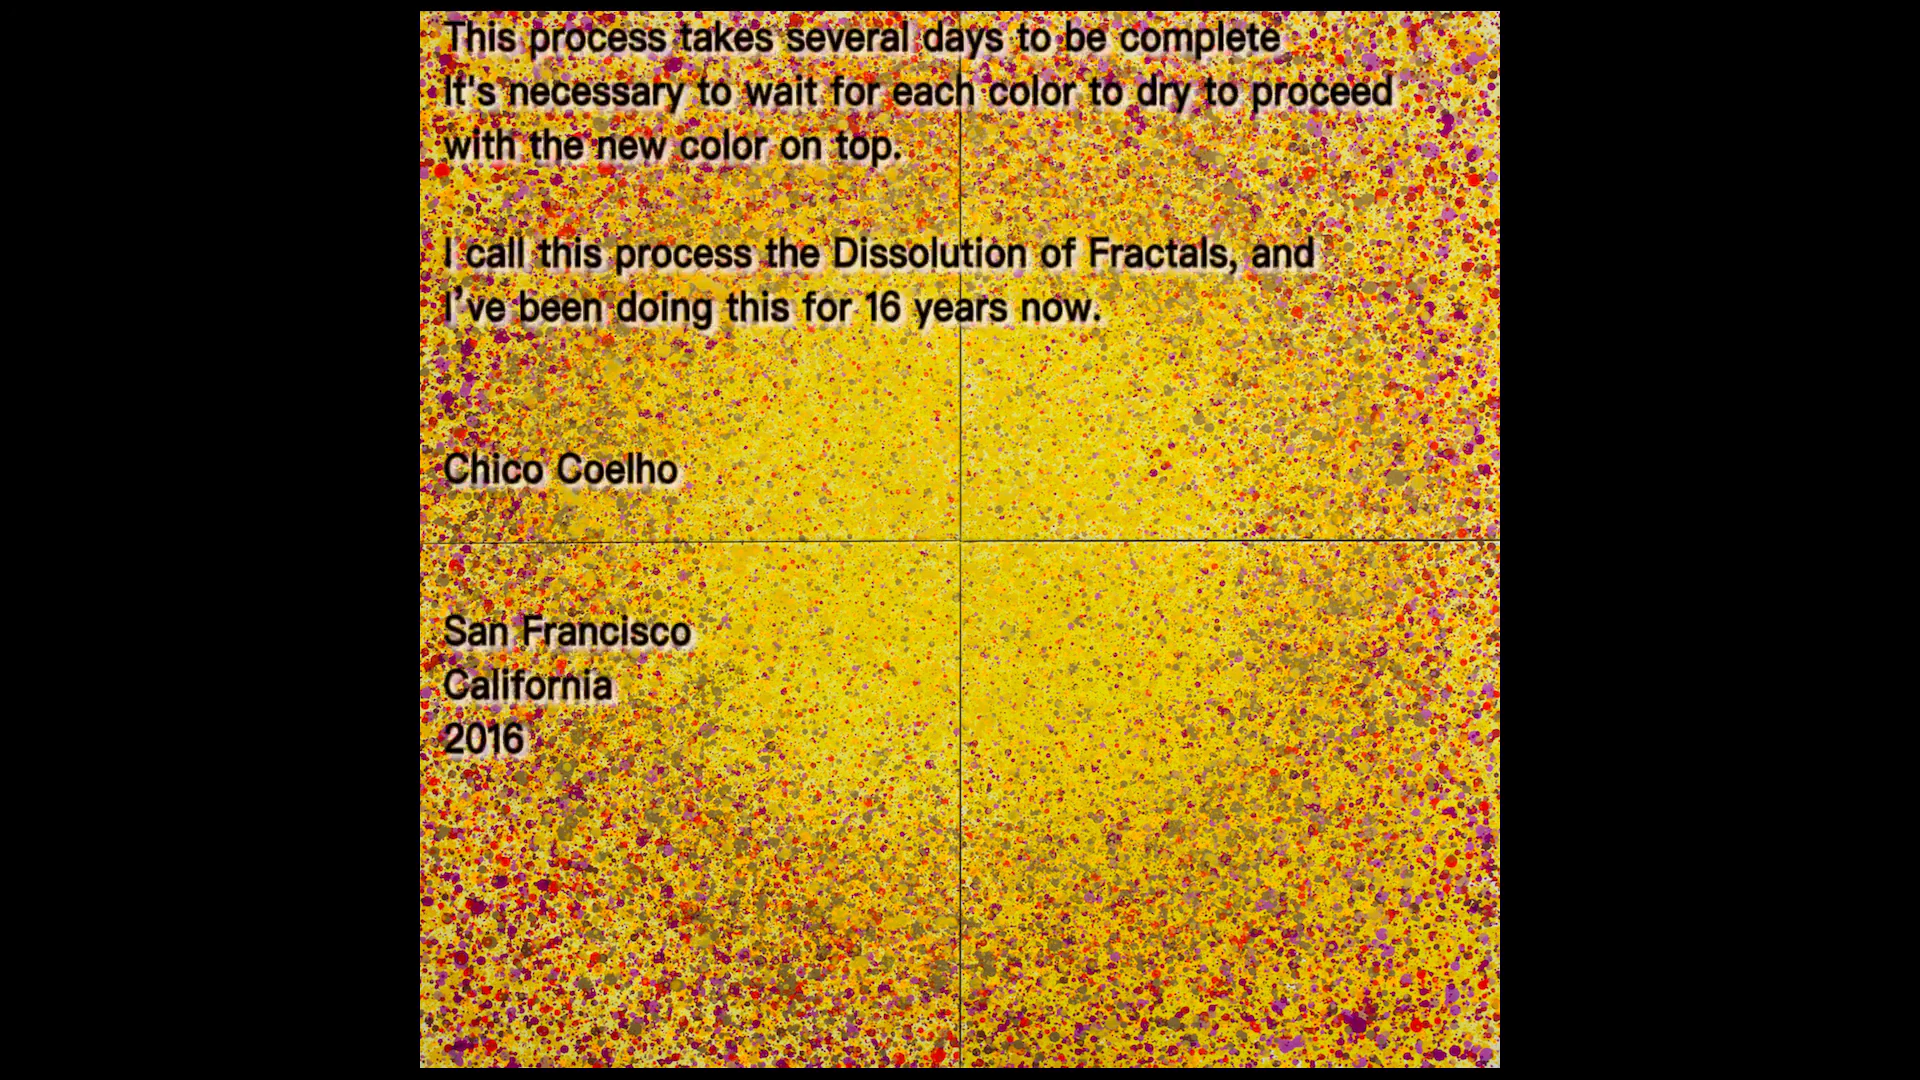 This process takes several days to be complete
It's necessary to wait for each color to dry to proceed
with the new color on top.
I call this process the Dissolution of Fractals, and
I’ve been doing this for 16 years now.
Chico Coelho
San Francisco
California
2016